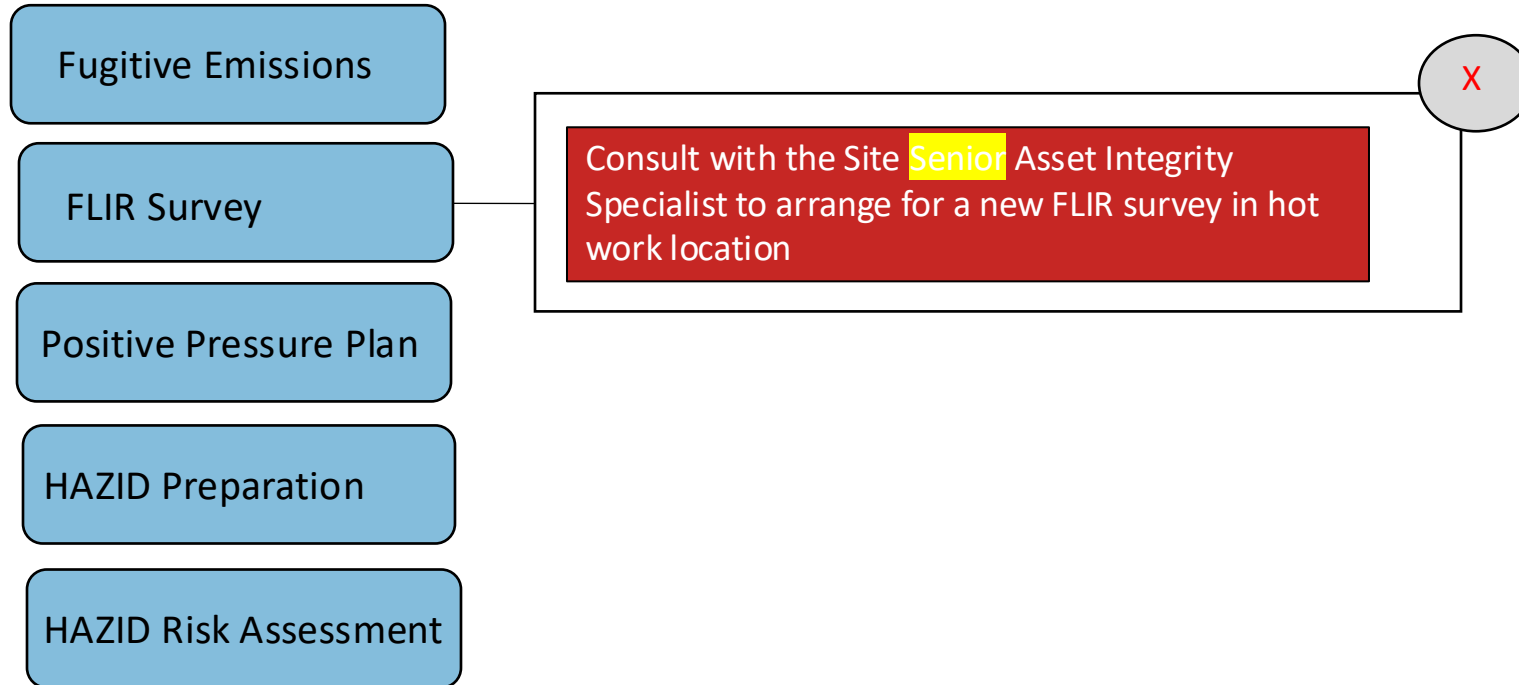 Fugitive Emissions
X
Consult with the Site Senior Asset Integrity
Specialist to arrange for a new FLIR survey in hot
work location
FLIR Survey
Positive Pressure Plan
HAZID Preparation
HAZID Risk Assessment